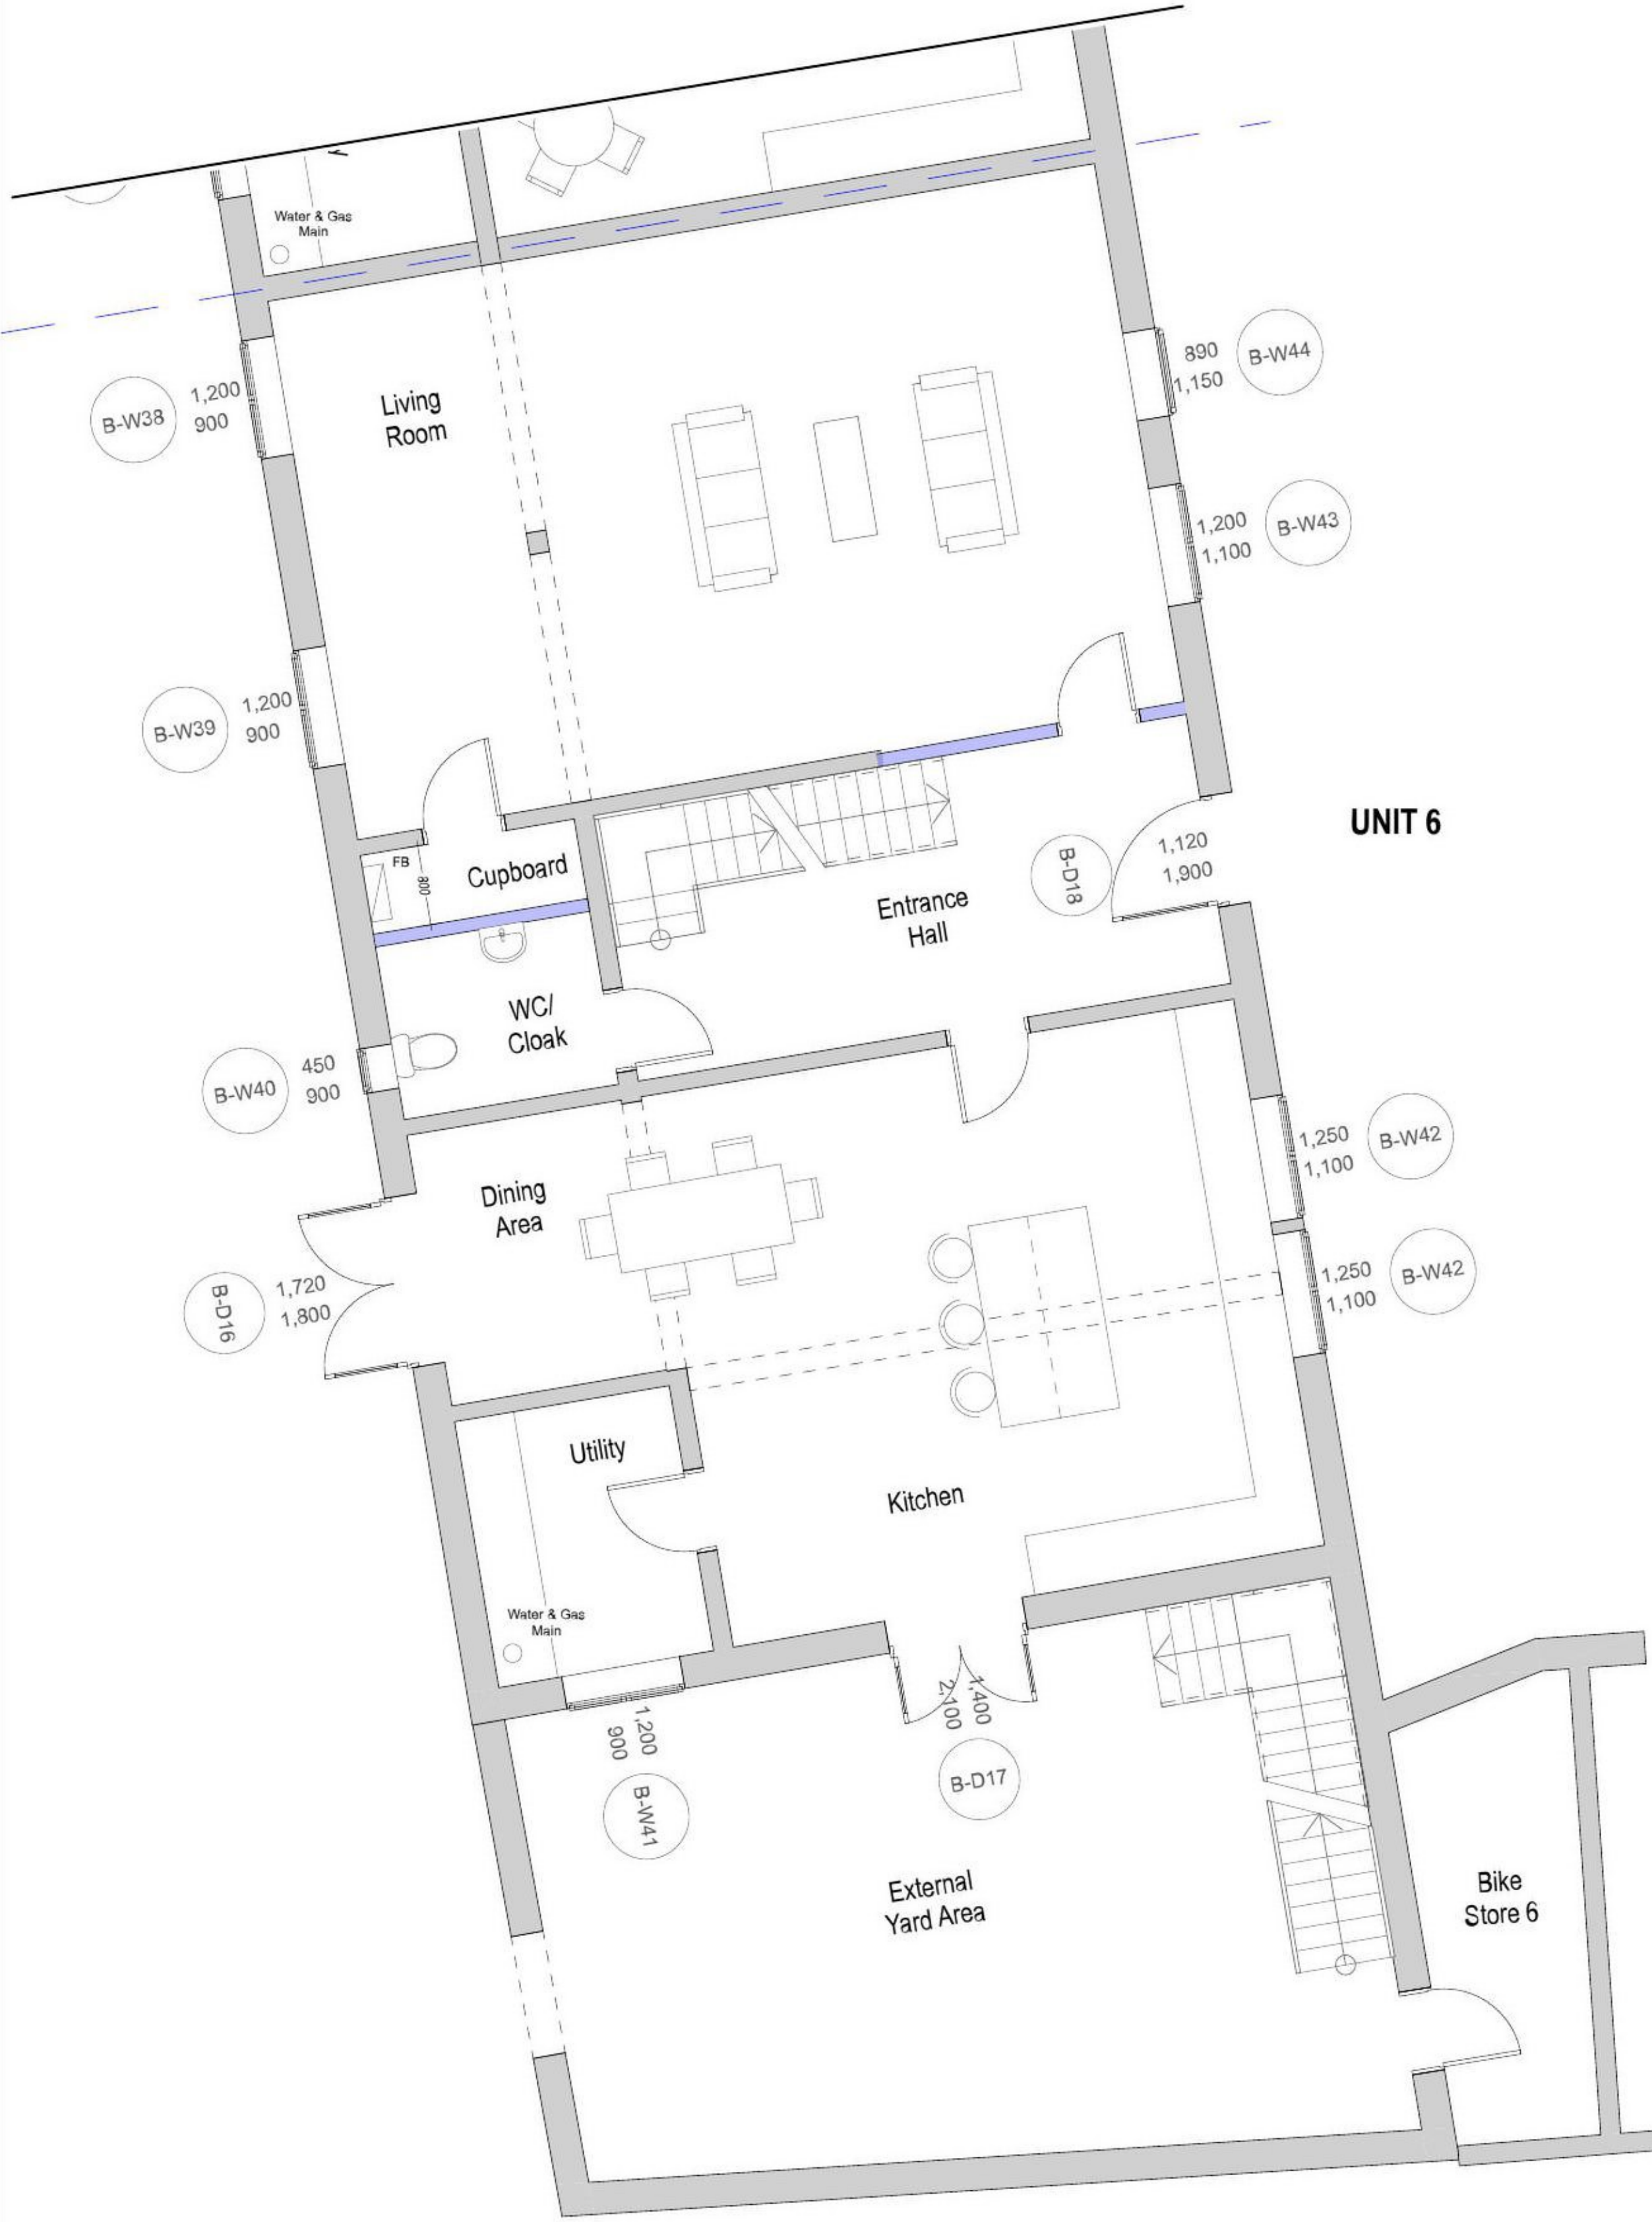 Water & Gas
Main
B-W38
1,200
900
Living
Room
890
1,150
B-W44
1,200
1,100
B-W43
B-W39
1,200
900
UNIT 6
FB
800
Cupboard
Entrance
Hall
B-D18
1,120
1,900
WC/
Cloak
B-W40
450
900
1,250
1,100
B-W42
Dining
Area
B-D16
1,720
1,800
1,250
1,100
B-W42
Utility
Kitchen
Water & Gas
Main
1,200
900
B-W41
1,400
2,100
B-D17
External
Yard Area
Bike
Store 6